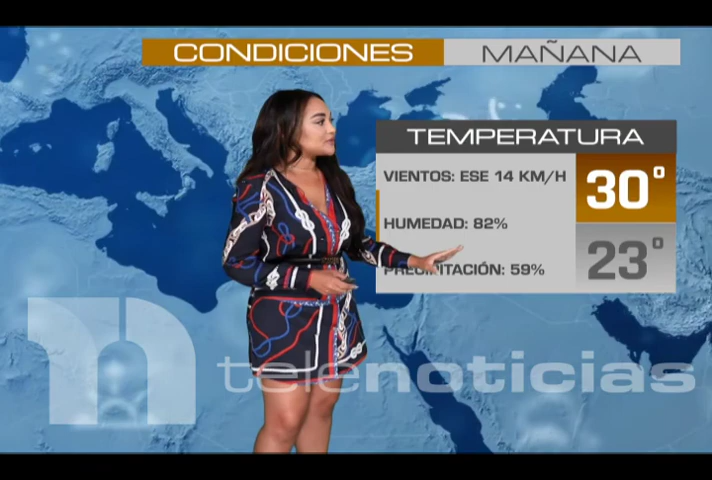 CONDICIONES MAÑANA
TEMPERATURA
VIENTOS: ESE 14 KM/H
30°
HUMEDAD: 82%
23°
PRECIPITACIÓN: 59%
telenoticias